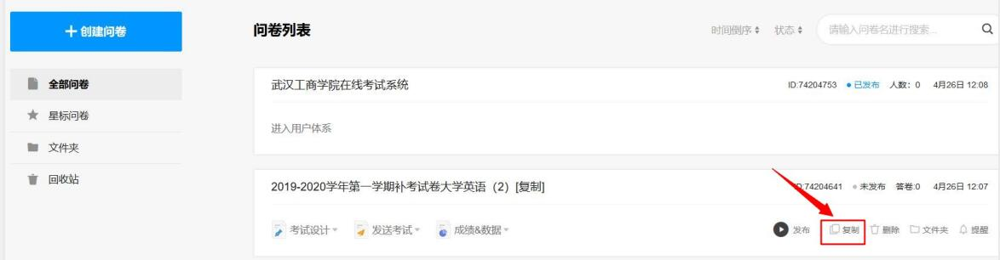 创建问卷
全部问卷
星标问卷
文件夹
回收站
问卷列表
时间倒序 状态 请输入问卷名进行搜索...
武汉工商学院在线考试系统 ID:74204753 已发布 人数：0 4月26日 12:08
进入用户体系
2019-2020学年第一学期补考试卷大学英语（2）[复制] ID:74204641 未发布 答卷:0 4月26日 12:07
考试设计 发送考试 成绩&数据 发布 复制 删除 文件夹 提醒